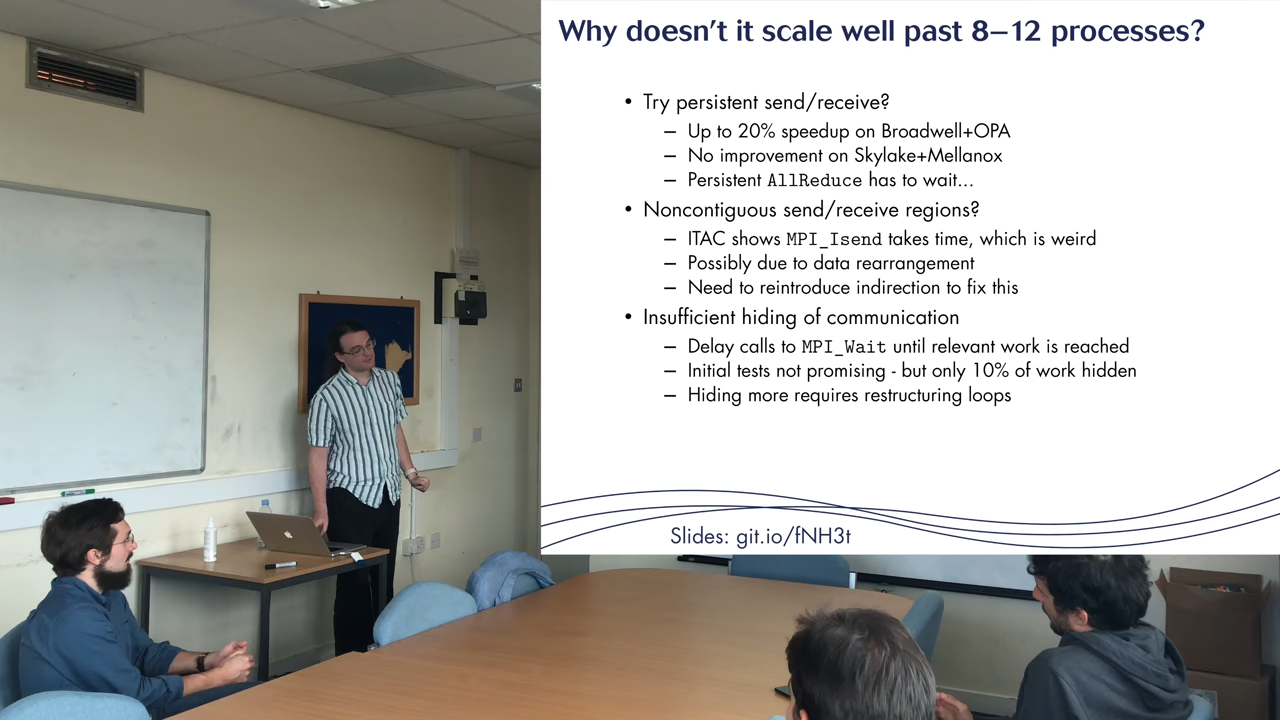 Why doesn't it scale well past 8–12 processes?
• Try persistent send/receive?
– Up to 20% speedup on Broadwell+OPA
– No improvement on Skylake+Mellanox
– Persistent AllReduce has to wait...
• Noncontiguous send/receive regions?
– ITAC shows MPI_Isend takes time, which is weird
– Possibly due to data rearrangement
– Need to reintroduce indirection to fix this
• Insufficient hiding of communication
– Delay calls to MPI_Wait until relevant work is reached
– Initial tests not promising - but only 10% of work hidden
– Hiding more requires restructuring loops
Slides: git.io/fNH3t